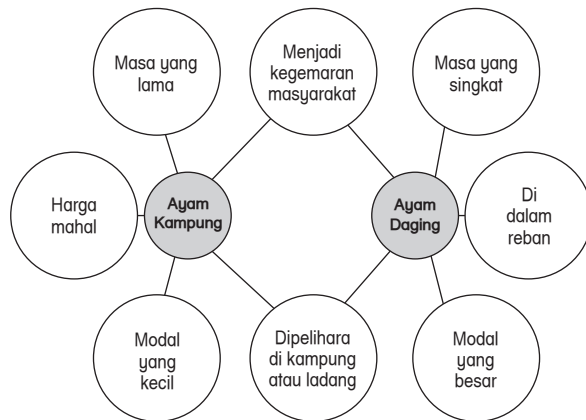 Masa yang
lama
Menjadi
kegemaran
masyarakat
Masa yang
singkat
Harga
mahal
Ayam
Kampung
Ayam
Daging
Di
dalam
reban
Modal
yang
kecil
Dipelihara
di kampung
atau ladang
Modal
yang
besar